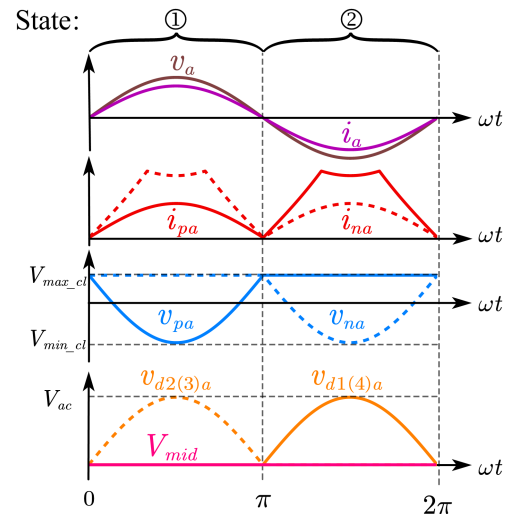 State: ① ②
v_a
i_a
ωt
i_pa i_na
ωt
V_max_cl
v_pa v_na
ωt
V_min_cl
v_d2(3)a v_d1(4)a
V_ac
V_mid
ωt
0 π 2π